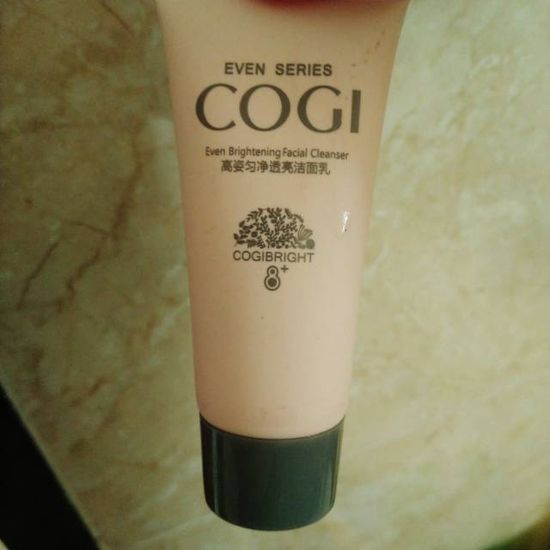 EVEN SERIES
COGI
Even Brightening Facial Cleanser
高姿匀净透亮洁面乳
COGIBRIGHT
8+